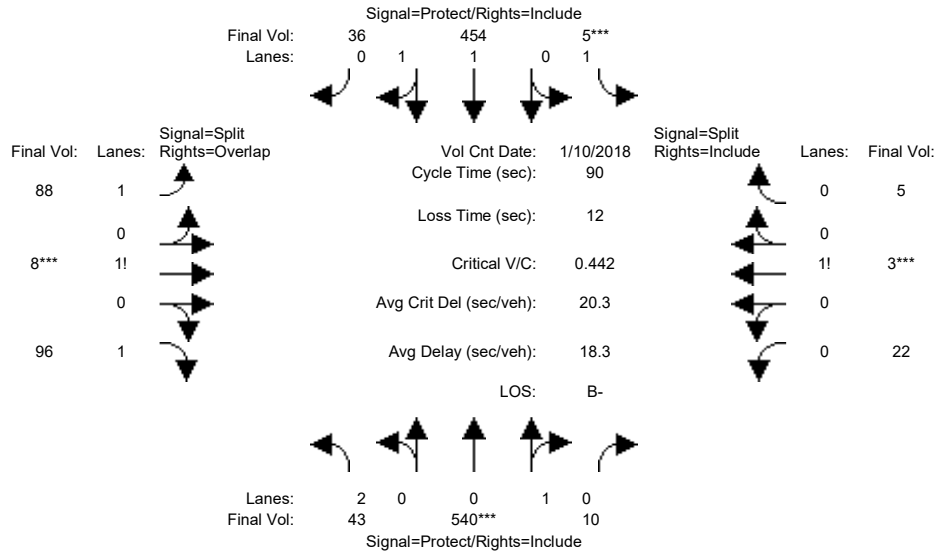 Signal=Protect/Rights=Include
Final Vol: 36 454 5***
Lanes: 0 1 1 0 1
Signal=Split
Final Vol: Lanes: Rights=Overlap
Vol Cnt Date: 1/10/2018
Signal=Split
Rights=Include Lanes: Final Vol:
Cycle Time (sec): 90
88 1
0 5
Loss Time (sec): 12
0
0
8*** 1!
Critical V/C: 0.442
1! 3***
0
Avg Crit Del (sec/veh): 20.3
0
96 1
Avg Delay (sec/veh): 18.3
0 22
LOS: B-
Lanes: 2 0 0 1 0
Final Vol: 43 540*** 10
Signal=Protect/Rights=Include